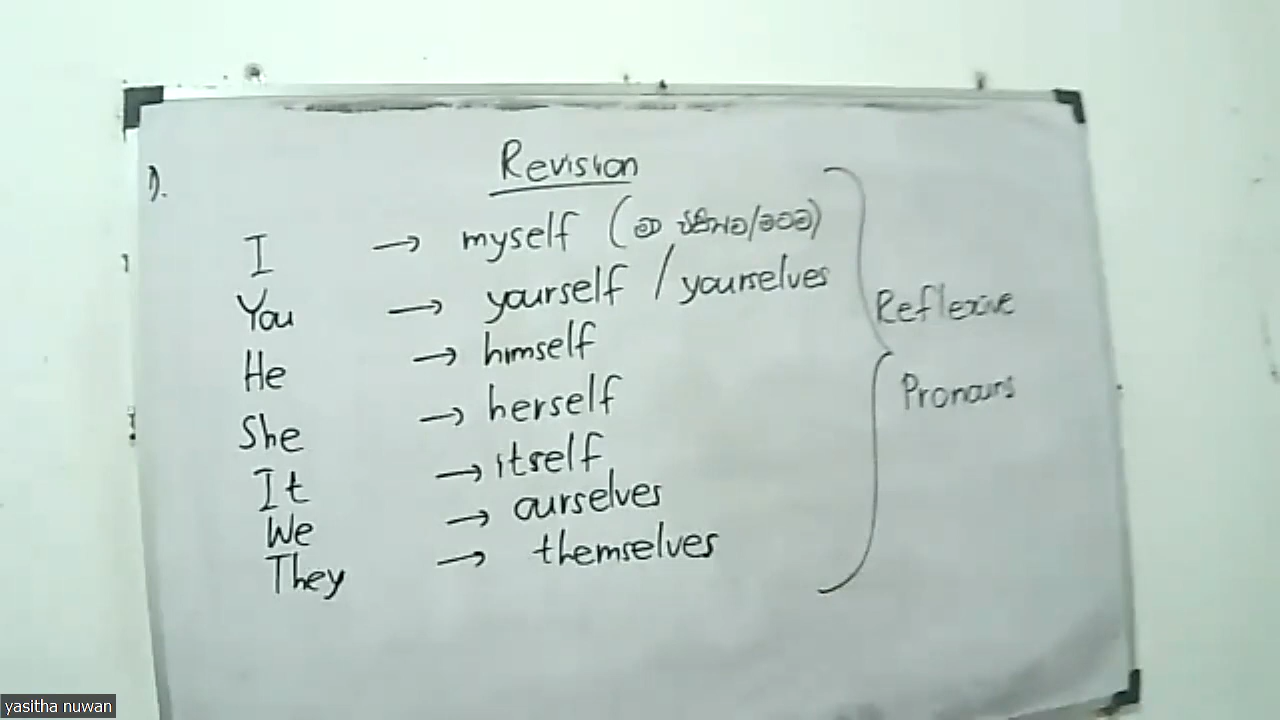 1).
Revision
I → myself (ම විසින්ම/මටම)
You → yourself / yourselves
He → himself
She → herself
It → itself
We → ourselves
They → themselves
Reflexive
Pronouns
yasitha nuwan